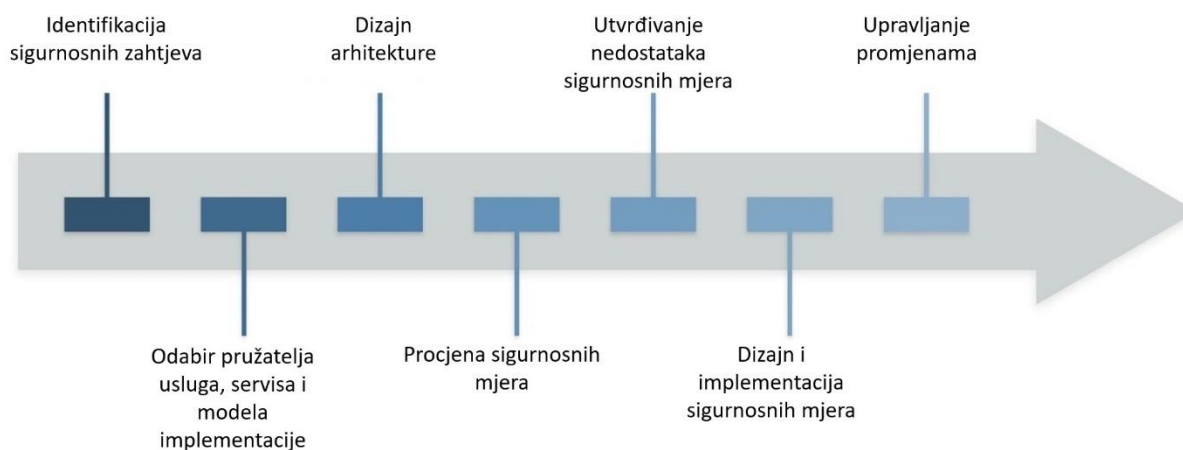 Identifikacija
sigurnosnih zahtjeva
Odabir pružatelja
usluga, servisa i
modela
implementacije
Dizajn
arhitekture
Procjena sigurnosnih
mjera
Utvrđivanje
nedostataka
sigurnosnih mjera
Dizajn i
implementacija
sigurnosnih mjera
Upravljanje
promjenama